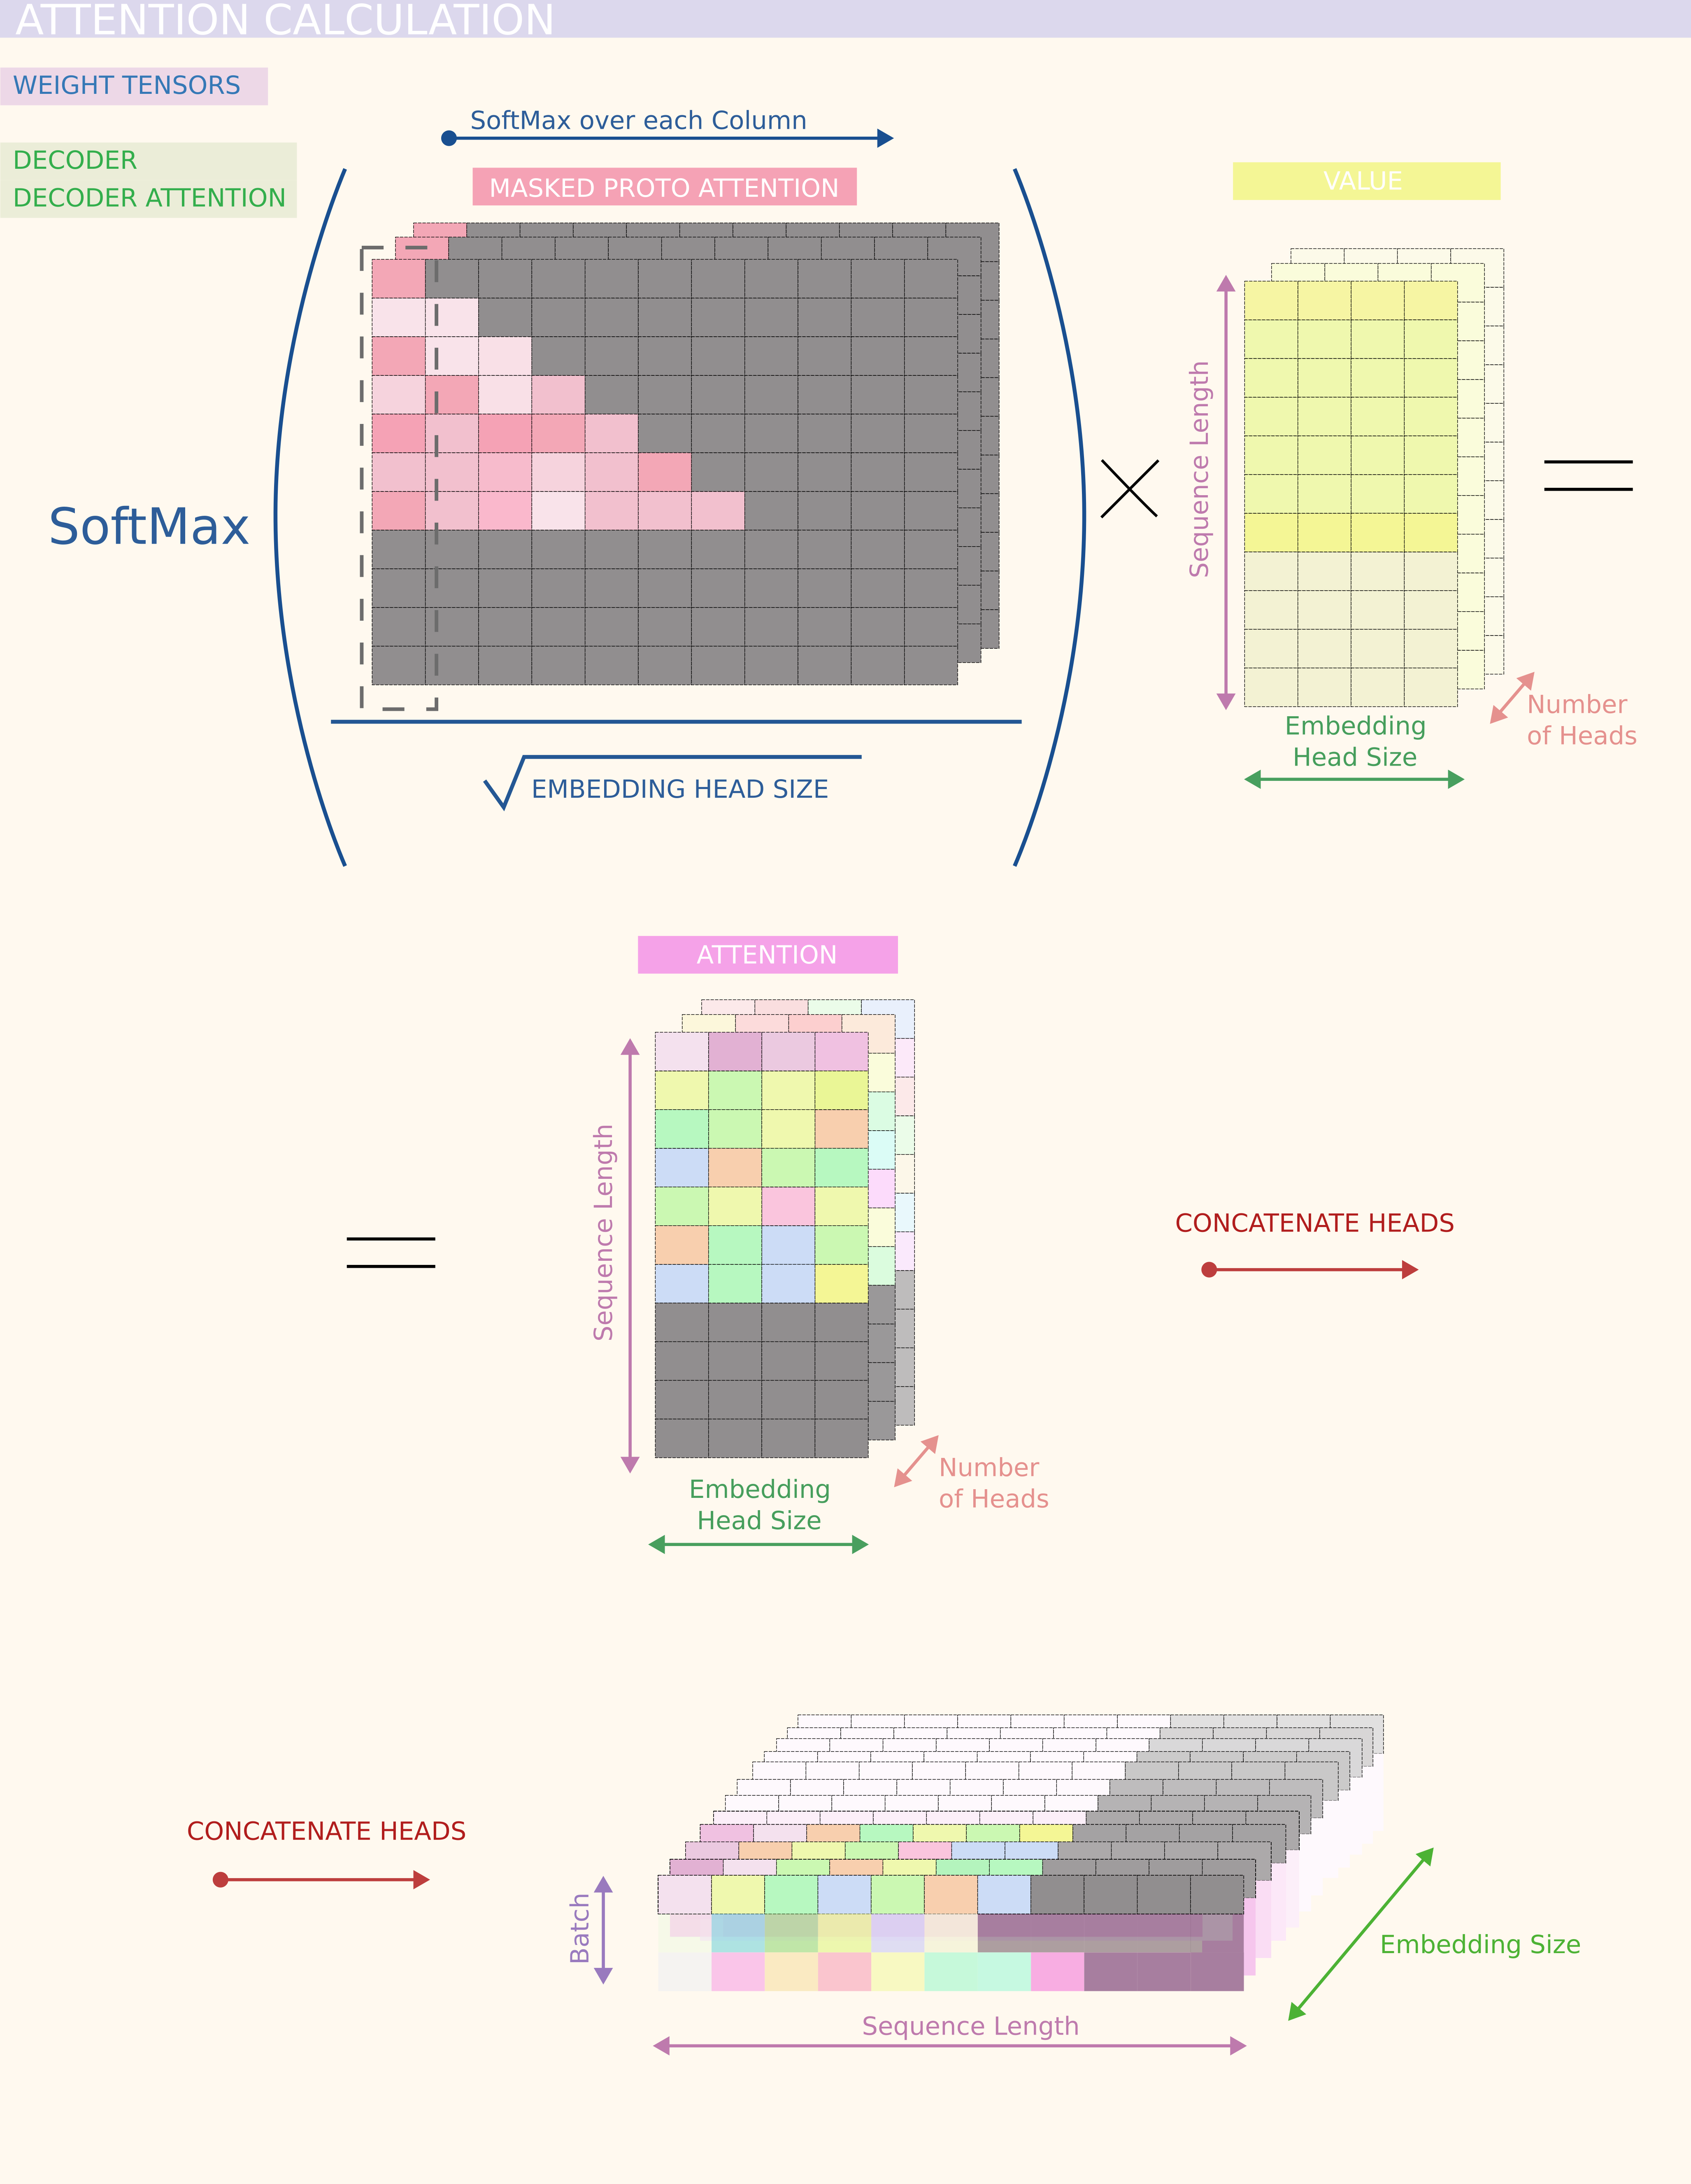 ATTENTION CALCULATION
WEIGHT TENSORS
DECODER
DECODER ATTENTION
SoftMax over each Column
MASKED PROTO ATTENTION
VALUE
SoftMax
Sequence Length
Number
of Heads
Embedding
Head Size
EMBEDDING HEAD SIZE
ATTENTION
Sequence Length
CONCATENATE HEADS
Number
of Heads
Embedding
Head Size
CONCATENATE HEADS
Batch
Embedding Size
Sequence Length